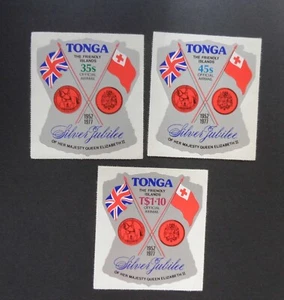 TONGA
THE FRIENDLY
ISLANDS
35s
OFFICIAL
AIRMAIL
1952
1977
Silver Jubilee
OF HER MAJESTY QUEEN ELIZABETH II
TONGA
THE FRIENDLY
ISLANDS
45s
OFFICIAL
AIRMAIL
1952
1977
Silver Jubilee
OF HER MAJESTY QUEEN ELIZABETH II
TONGA
THE FRIENDLY
ISLANDS
T$1·10
OFFICIAL
AIRMAIL
1952
1977
Silver Jubilee
OF HER MAJESTY QUEEN ELIZABETH II